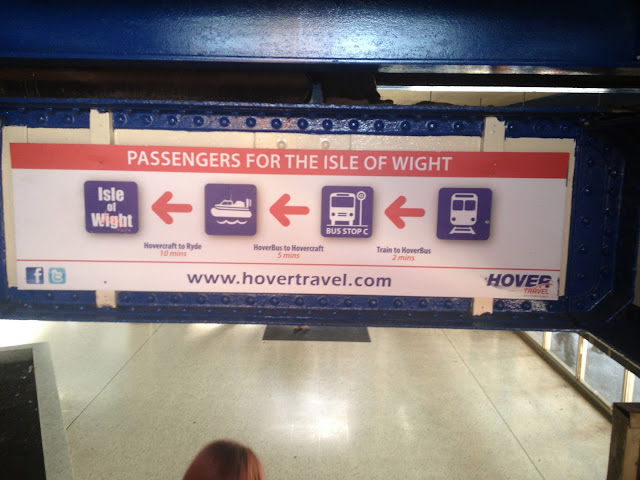 PASSENGERS FOR THE ISLE OF WIGHT
Isle
of
Wight
BUS STOP C
Hovercraft to Ryde
10 mins
HoverBus to Hovercraft
5 mins
Train to HoverBus
2 mins
f
www.hovertravel.com
HOVER
TRAVEL